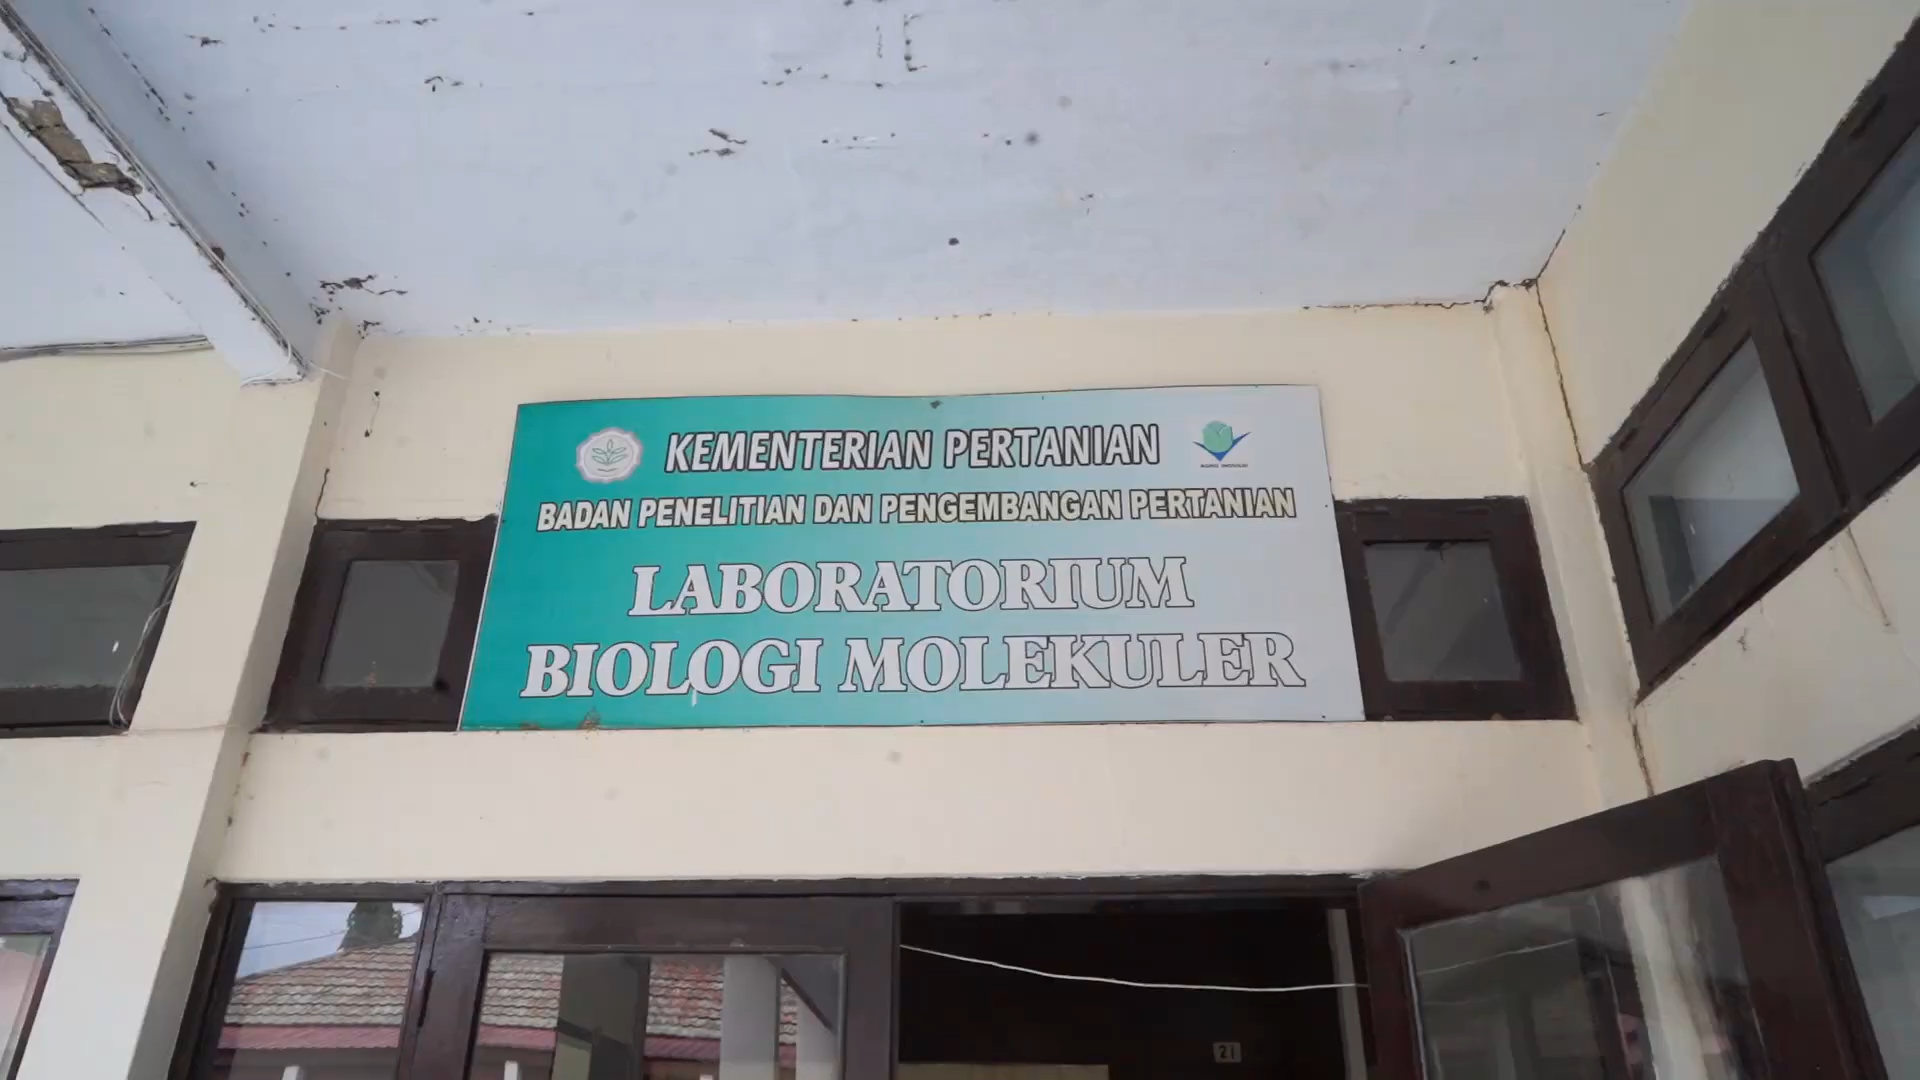 KEMENTERIAN PERTANIAN
BADAN PENELITIAN DAN PENGEMBANGAN PERTANIAN
LABORATORIUM
BIOLOGI MOLEKULER
21